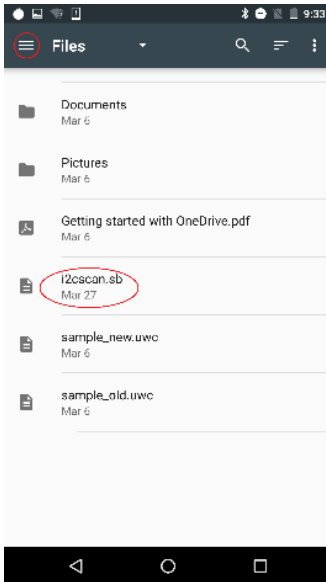 9:33
Files
Documents
Mar 6
Pictures
Mar 6
Getting started with OneDrive.pdf
Mar 6
i2cscan.sb
Mar 27
sample_new.uwc
Mar 6
sample_old.uwc
Mar 6